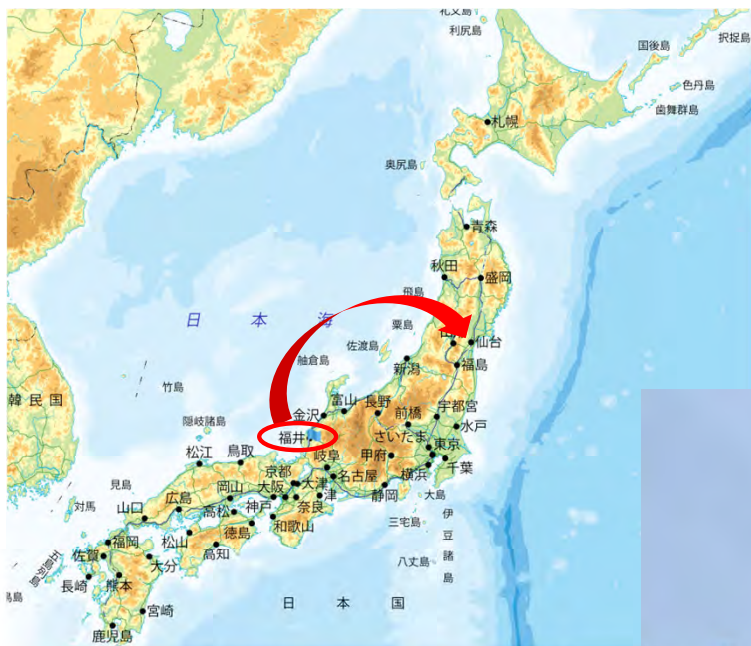 礼文島
利尻島
国後島
択捉島
色丹島
歯舞群島
札幌
奥尻島
青森
秋田
盛岡
飛島
日本海
粟島
仙台
佐渡島
舳倉島
新潟
福島
竹島
韓民国
富山
長野
金沢
前橋
宇都宮
水戸
隠岐諸島
福井
さいたま
東京
松江
鳥取
岐阜
甲府
千葉
京都
大津
名古屋
横浜
見島
岡山
大阪
静岡
大島
対馬
広島
神戸
奈良
津
山口
高松
和歌山
三宅島
伊豆諸島
徳島
福岡
松山
高知
佐賀
大分
八丈島
五島列島
長崎
熊本
島島
宮崎
日本国
鹿児島